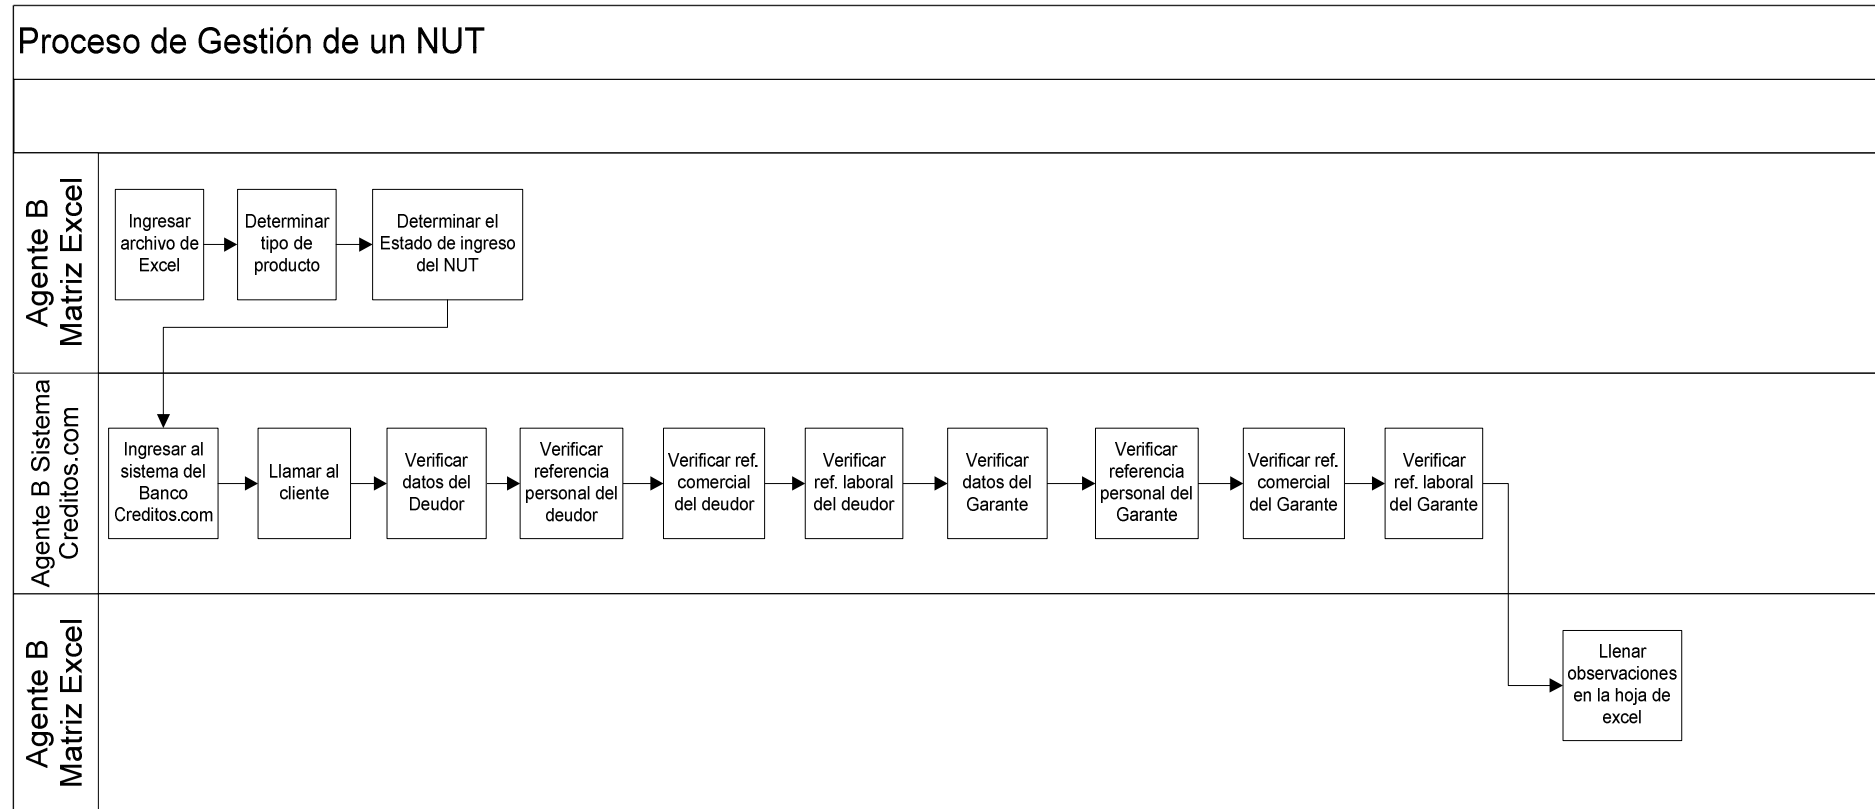 Proceso de Gestión de un NUT
Agente B
Matriz Excel
Ingresar
archivo de
Excel
Determinar
tipo de
producto
Determinar el
Estado de ingreso
del NUT
Agente B Sistema
Creditos.com
Ingresar al
sistema del
Banco
Creditos.com
Llamar al
cliente
Verificar
datos del
Deudor
Verificar
referencia
personal del
deudor
Verificar ref.
comercial
del deudor
Verificar
ref. laboral
del deudor
Verificar
datos del
Garante
Verificar
referencia
personal del
Garante
Verificar ref.
comercial
del Garante
Verificar
ref. laboral
del Garante
Agente B
Matriz Excel
Llenar
observaciones
en la hoja de
excel